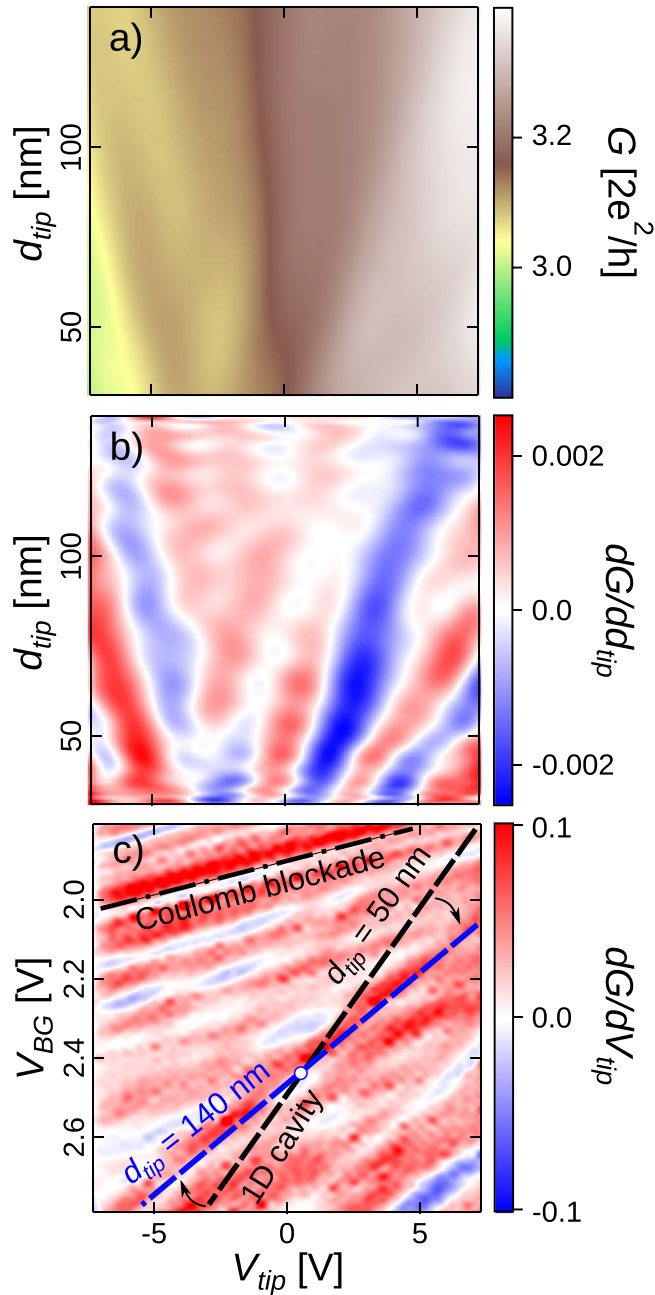 a)
d_tip [nm]
100
50
3.2
3.0
G [2e²/h]
b)
d_tip [nm]
100
50
0.002
0.0
-0.002
dG/dd_tip
c)
Coulomb blockade
d_tip = 50 nm
d_tip = 140 nm
1D cavity
V_BG [V]
2.0
2.2
2.4
2.6
0.1
0.0
-0.1
dG/dV_tip
-5 0 5
V_tip [V]